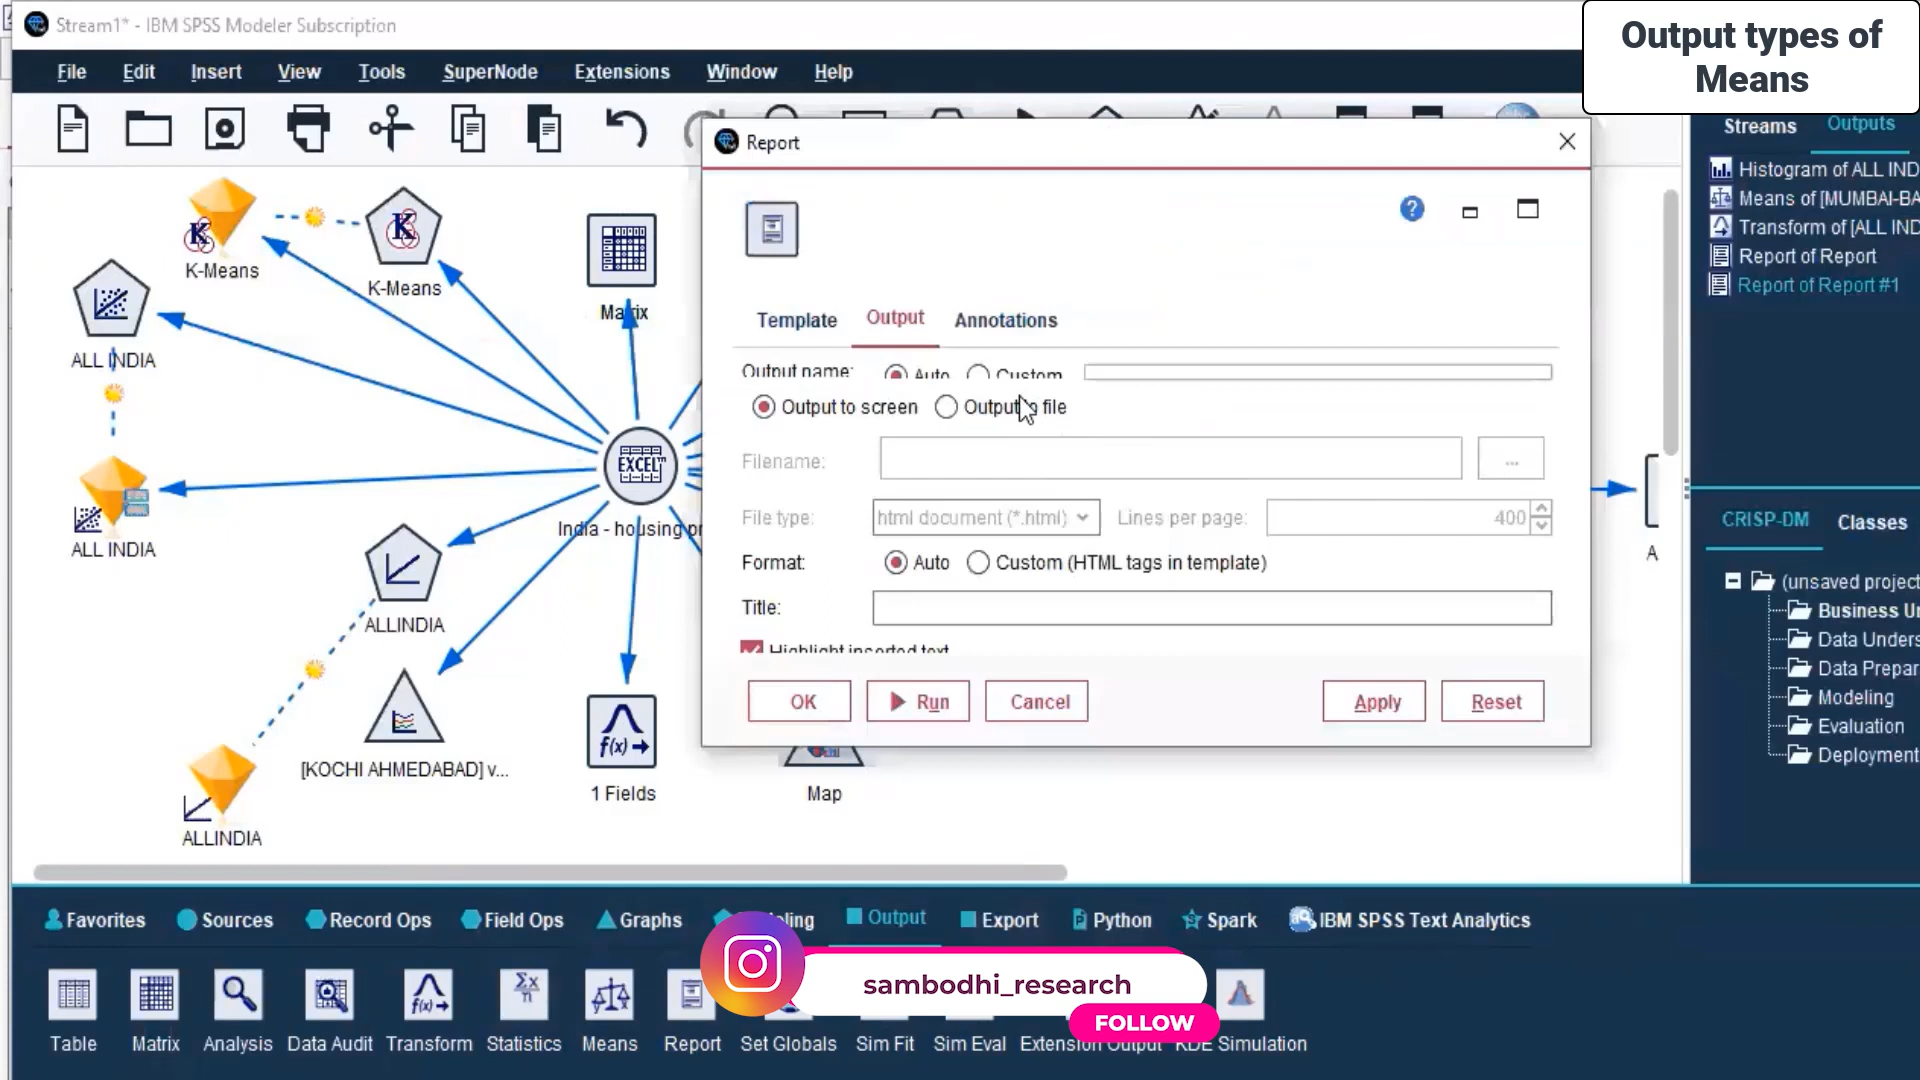 Stream1* - IBM SPSS Modeler Subscription
Output types of
Means
File Edit Insert View Tools SuperNode Extensions Window Help
Streams Outputs
Histogram of ALL IND
Means of [MUMBAI-BA
Transform of [ALL IND
Report of Report
Report of Report #1
K-Means
K-Means
Matrix
ALL INDIA
ALL INDIA
EXCEL
India - housing pr
ALLINDIA
[KOCHI AHMEDABAD] v...
ALLINDIA
f(x)
1 Fields
Map
A
Report
Template Output Annotations
Output name: Auto Custom
Output to screen Output to file
Filename: ...
File type: html document (*.html) Lines per page: 400
Format: Auto Custom (HTML tags in template)
Title:
Highlight inserted text
OK Run Cancel Apply Reset
CRISP-DM Classes
(unsaved project
Business Un
Data Unders
Data Prepar
Modeling
Evaluation
Deployment
Favorites Sources Record Ops Field Ops Graphs ling Output Export Python Spark IBM SPSS Text Analytics
sambodhi_research
FOLLOW
Table Matrix Analysis Data Audit Transform Statistics Means Report Set Globals Sim Fit Sim Eval Extension Output KDE Simulation